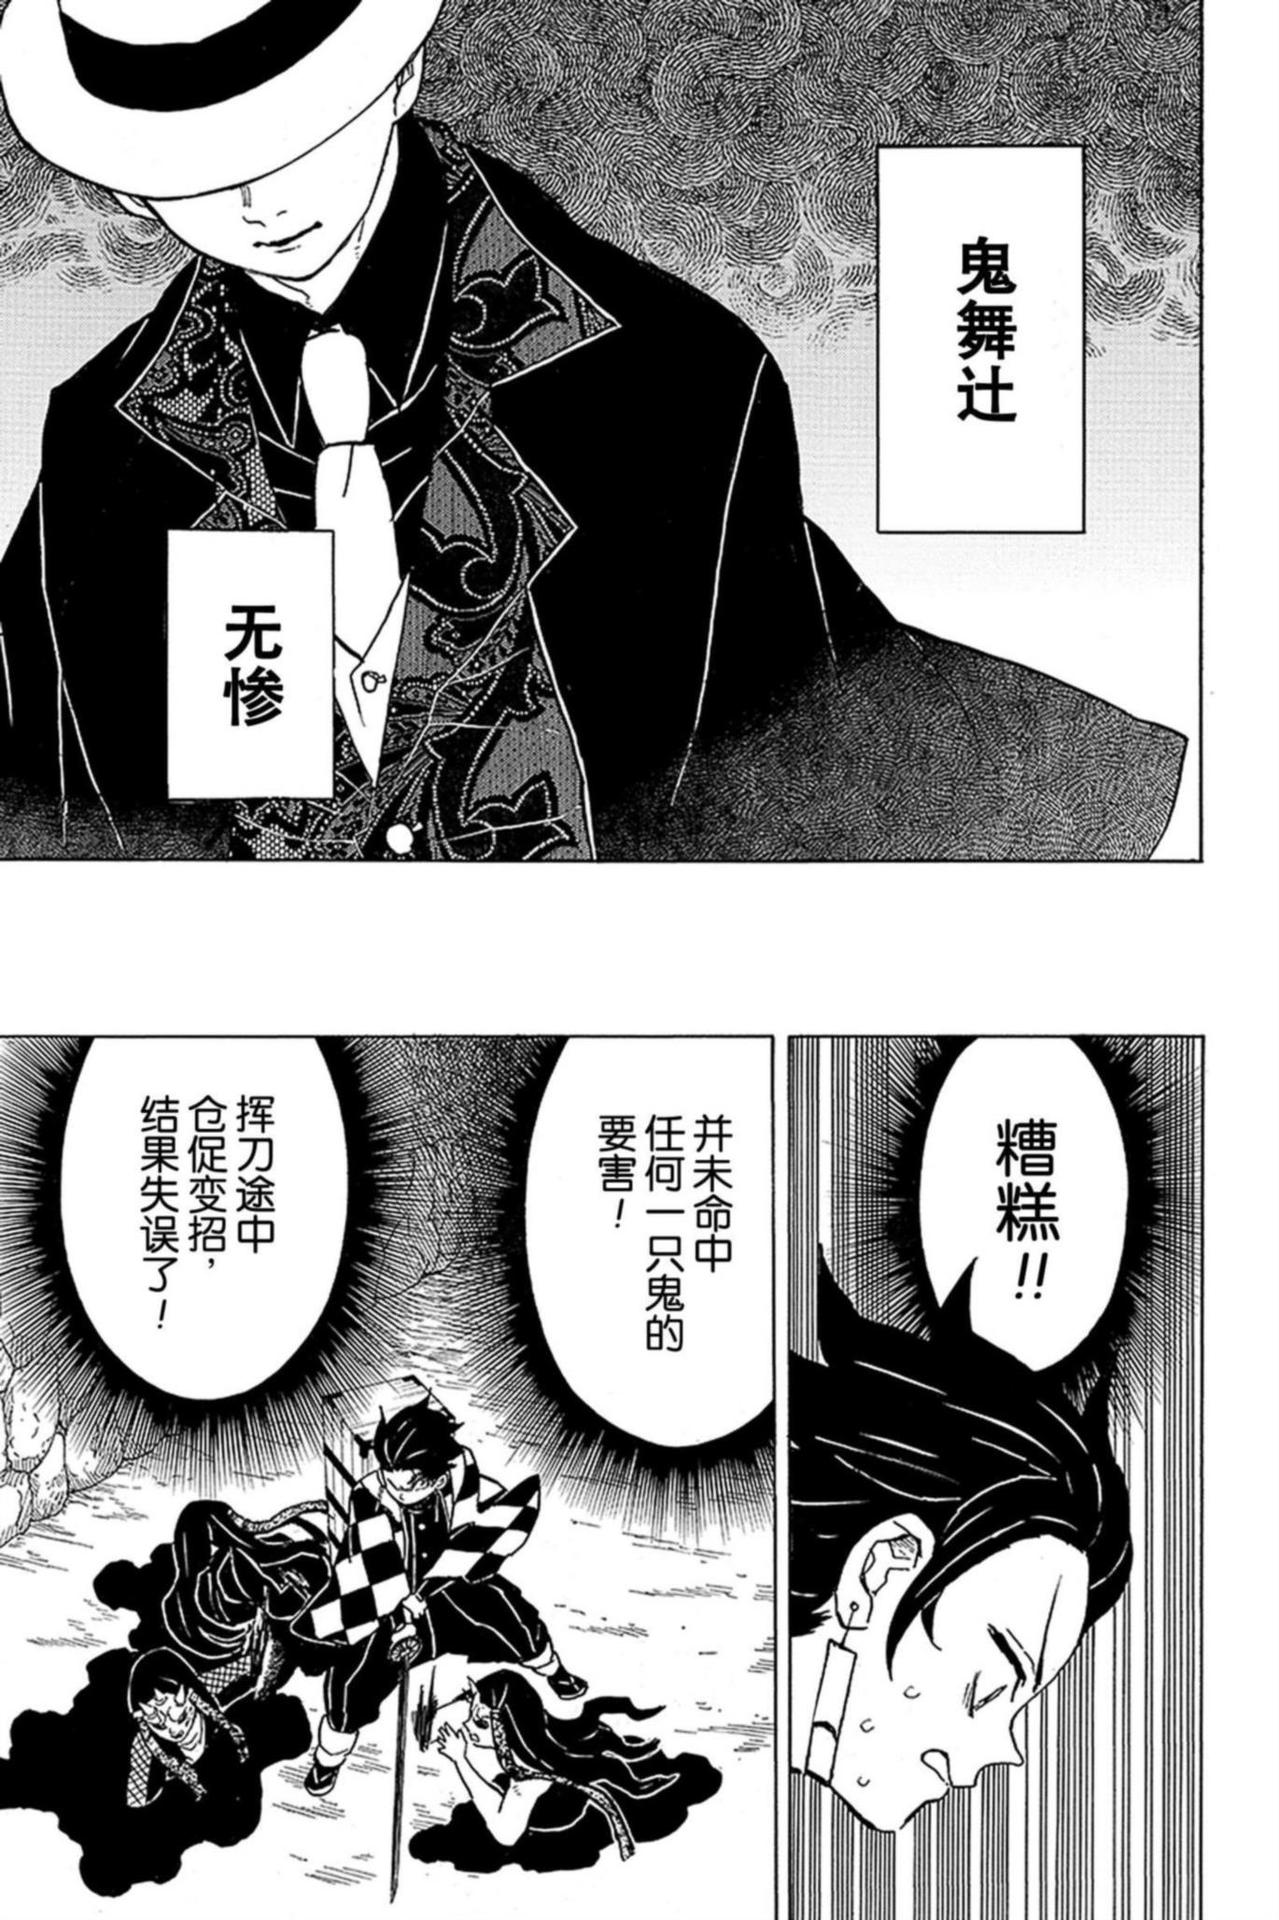 鬼舞辻
无惨
糟糕!!
并未命中
任何一只鬼的
要害!
挥刀途中
仓促变招，
结果失误了!